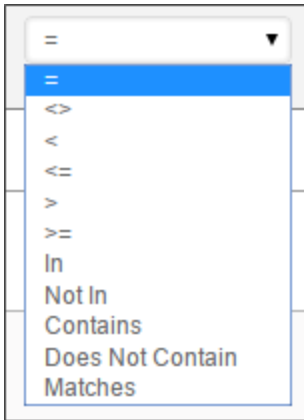 = ▼
=
<>
<
<=
>
>=
In
Not In
Contains
Does Not Contain
Matches